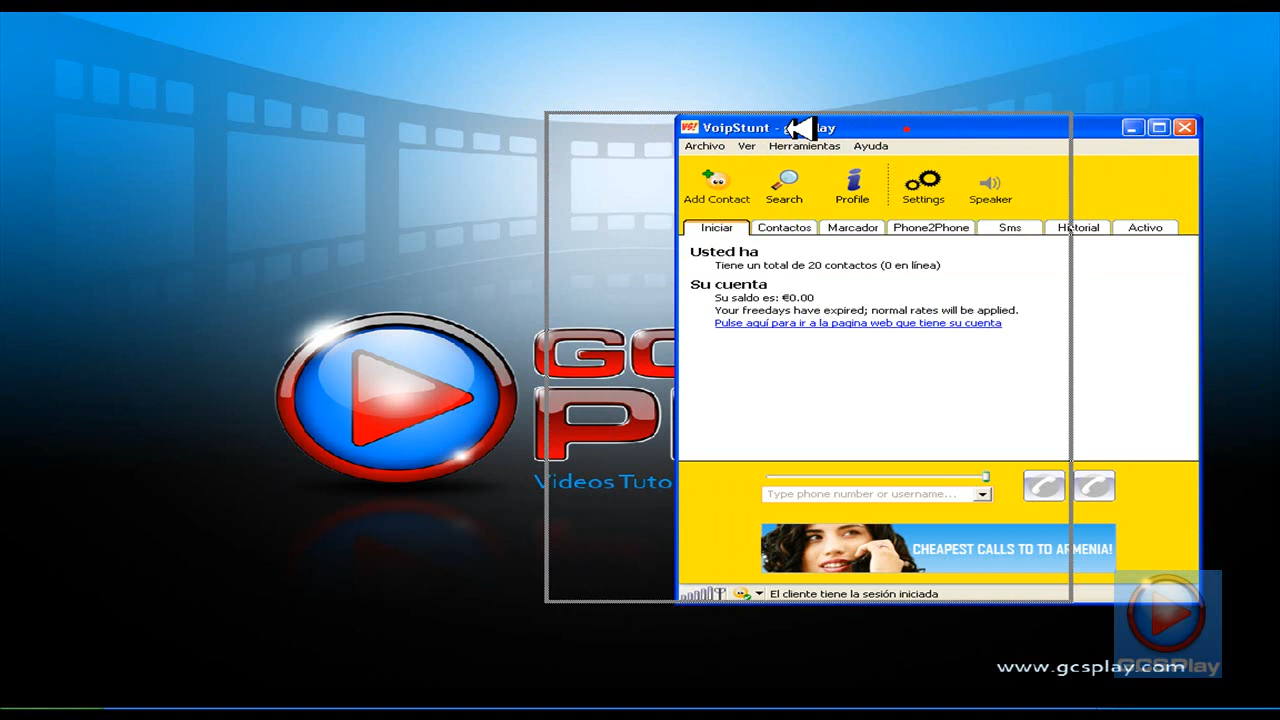 VoipStunt -
Archivo Ver Herramientas Ayuda
Add Contact Search Profile Settings Speaker
Iniciar Contactos Marcador Phone2Phone Sms Historial Activo
Usted ha
Tiene un total de 20 contactos (0 en línea)
Su cuenta
Su saldo es: €0.00
Your freedays have expired; normal rates will be applied.
Pulse aquí para ir a la pagina web que tiene su cuenta
GC
P
Videos Tuto
Type phone number or username...
CHEAPEST CALLS TO TO ARMENIA!
El cliente tiene la sesión iniciada
www.gcsplay.com
GCSPlay